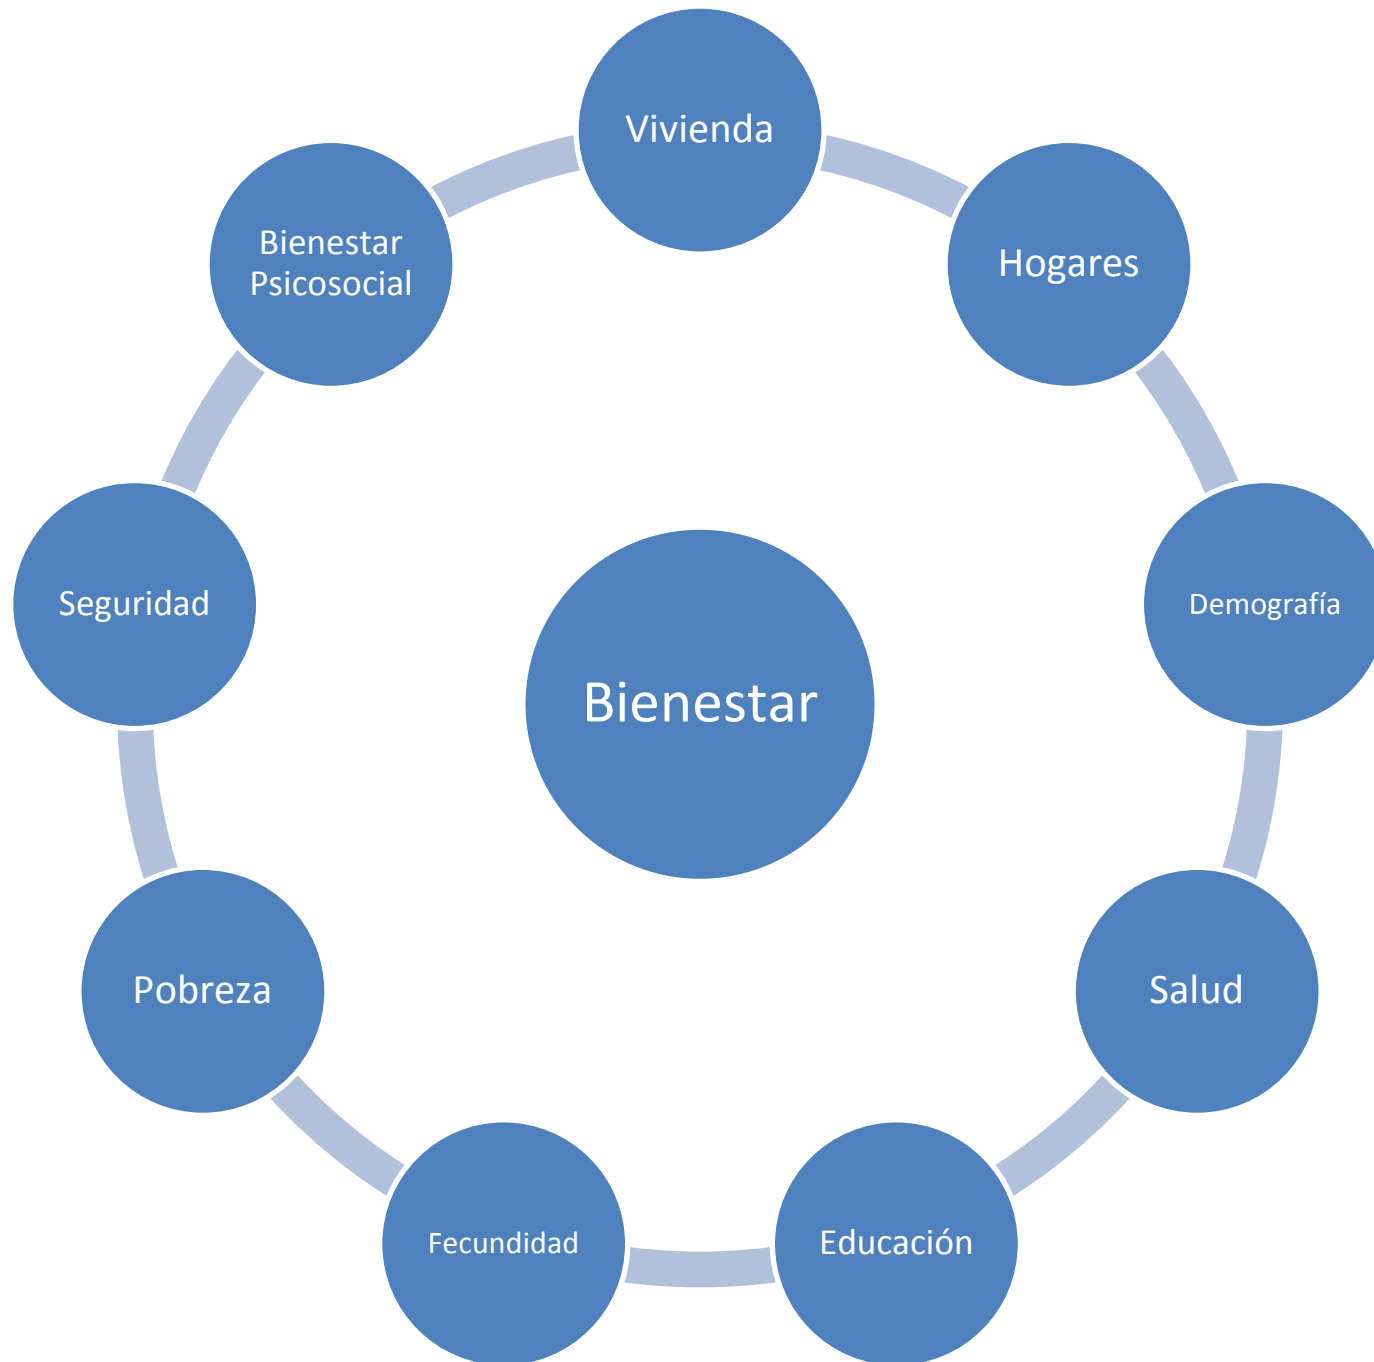 Vivienda
Hogares
Demografía
Salud
Educación
Fecundidad
Pobreza
Seguridad
Bienestar
Psicosocial
Bienestar